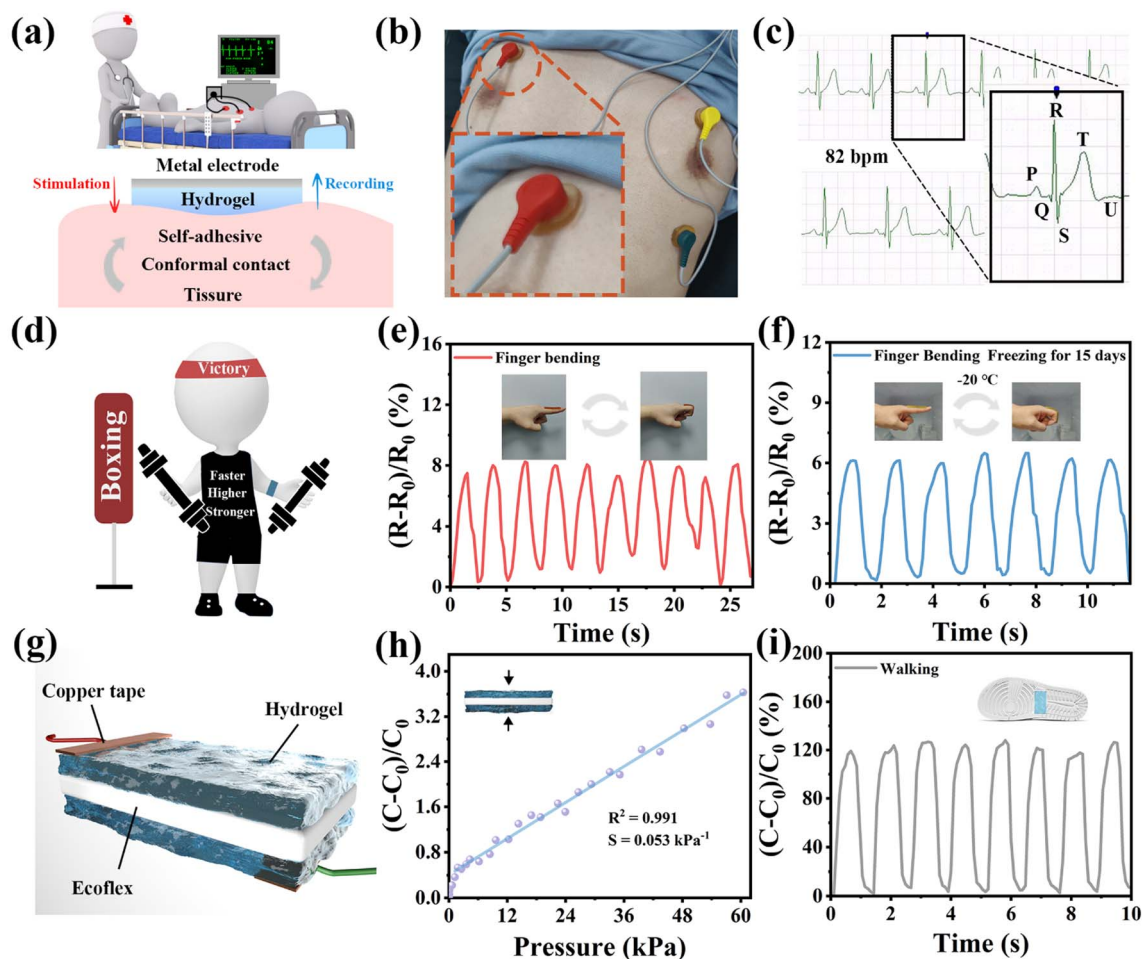 (a)
Metal electrode
Stimulation
Hydrogel
Recording
Self-adhesive
Conformal contact
Tissure
(b)
(c)
82 bpm
R
T
P
Q
S
U
(d)
Victory
Boxing
Faster
Higher
Stronger
(e)
Finger bending
(R-R0)/R0 (%)
16
12
8
4
0
0 5 10 15 20 25
Time (s)
(f)
Finger Bending Freezing for 15 days
-20 °C
(R-R0)/R0 (%)
12
9
6
3
0
0 2 4 6 8 10
Time (s)
(g)
Copper tape
Hydrogel
Ecoflex
(h)
(C-C0)/C0
4.0
3.2
2.4
1.6
0.8
0.0
R² = 0.991
S = 0.053 kPa⁻¹
0 12 24 36 48 60
Pressure (kPa)
(i)
Walking
(C-C0)/C0 (%)
200
160
120
80
40
0
0 2 4 6 8 10
Time (s)